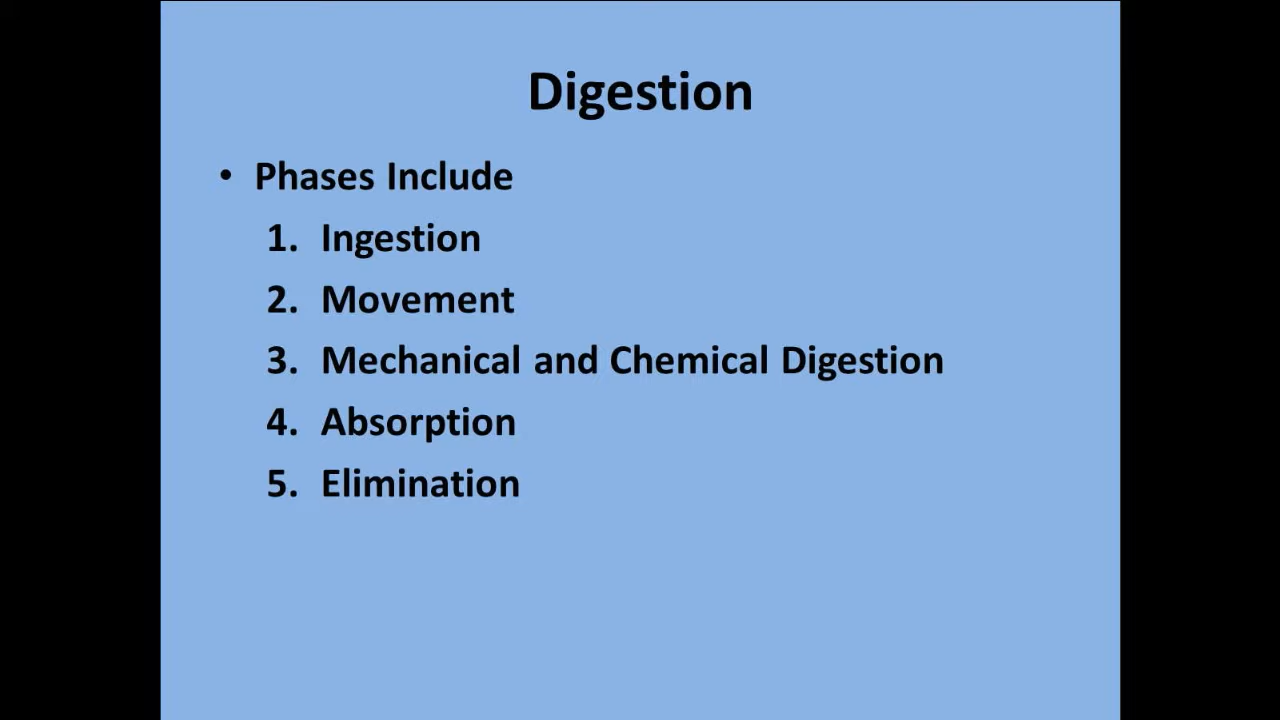 Digestion
• Phases Include
1. Ingestion
2. Movement
3. Mechanical and Chemical Digestion
4. Absorption
5. Elimination